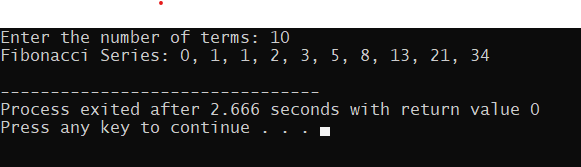 Enter the number of terms: 10
Fibonacci Series: 0, 1, 1, 2, 3, 5, 8, 13, 21, 34
--------------------------------
Process exited after 2.666 seconds with return value 0
Press any key to continue . . .